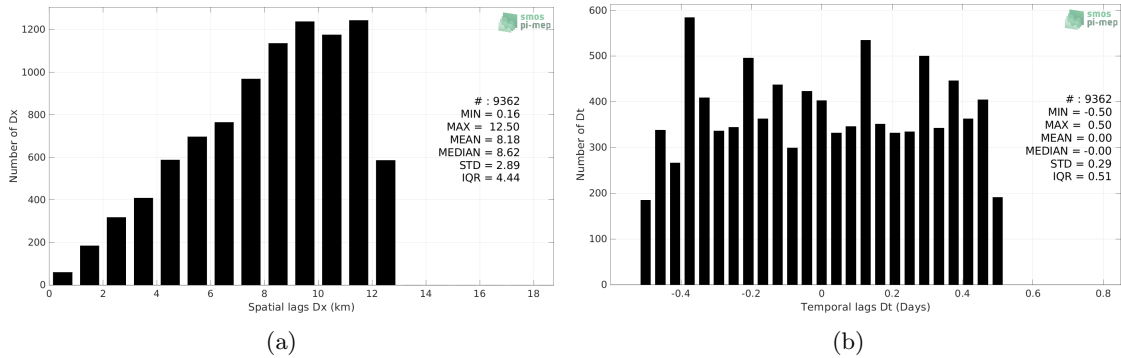 smos
pi-mep
Number of Dx
1200
1000
800
600
400
200
0
# : 9362
MIN = 0.16
MAX = 12.50
MEAN = 8.18
MEDIAN = 8.62
STD = 2.89
IQR = 4.44
0 2 4 6 8 10 12 14 16 18
Spatial lags Dx (km)
(a)
smos
pi-mep
Number of Dt
600
500
400
300
200
100
0
# : 9362
MIN = -0.50
MAX = 0.50
MEAN = 0.00
MEDIAN = -0.00
STD = 0.29
IQR = 0.51
-0.4 -0.2 0 0.2 0.4 0.6 0.8
Temporal lags Dt (Days)
(b)